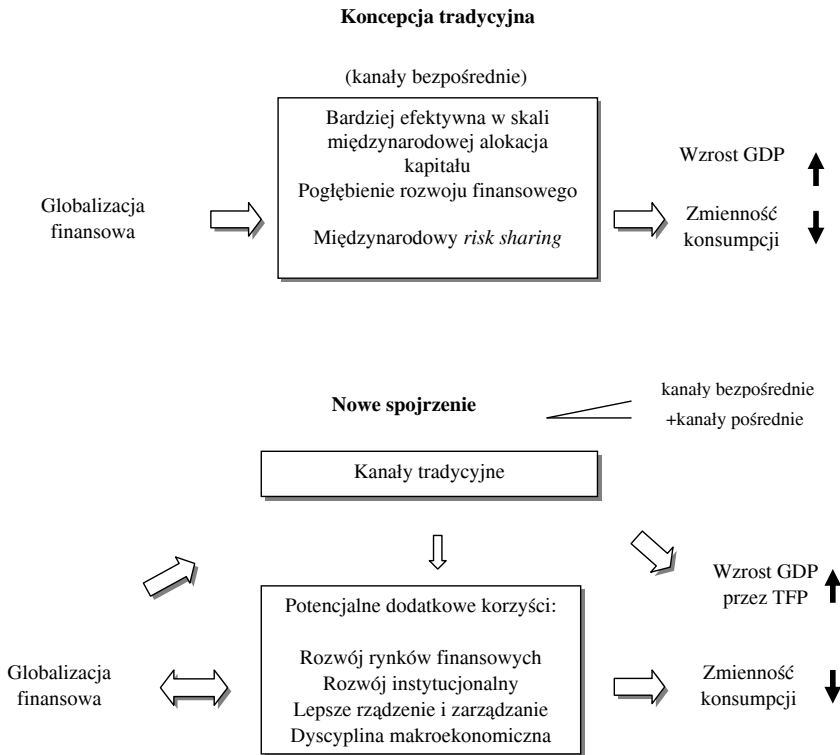 Koncepcja tradycyjna
(kanały bezpośrednie)
Bardziej efektywna w skali
międzynarodowej alokacja
kapitału
Pogłębienie rozwoju finansowego
Międzynarodowy risk sharing
Globalizacja
finansowa
Wzrost GDP
Zmienność
konsumpcji
Nowe spojrzenie
kanały bezpośrednie
+kanały pośrednie
Kanały tradycyjne
Potencjalne dodatkowe korzyści:
Rozwój rynków finansowych
Rozwój instytucjonalny
Lepsze rządzenie i zarządzanie
Dyscyplina makroekonomiczna
Globalizacja
finansowa
Wzrost GDP
przez TFP
Zmienność
konsumpcji